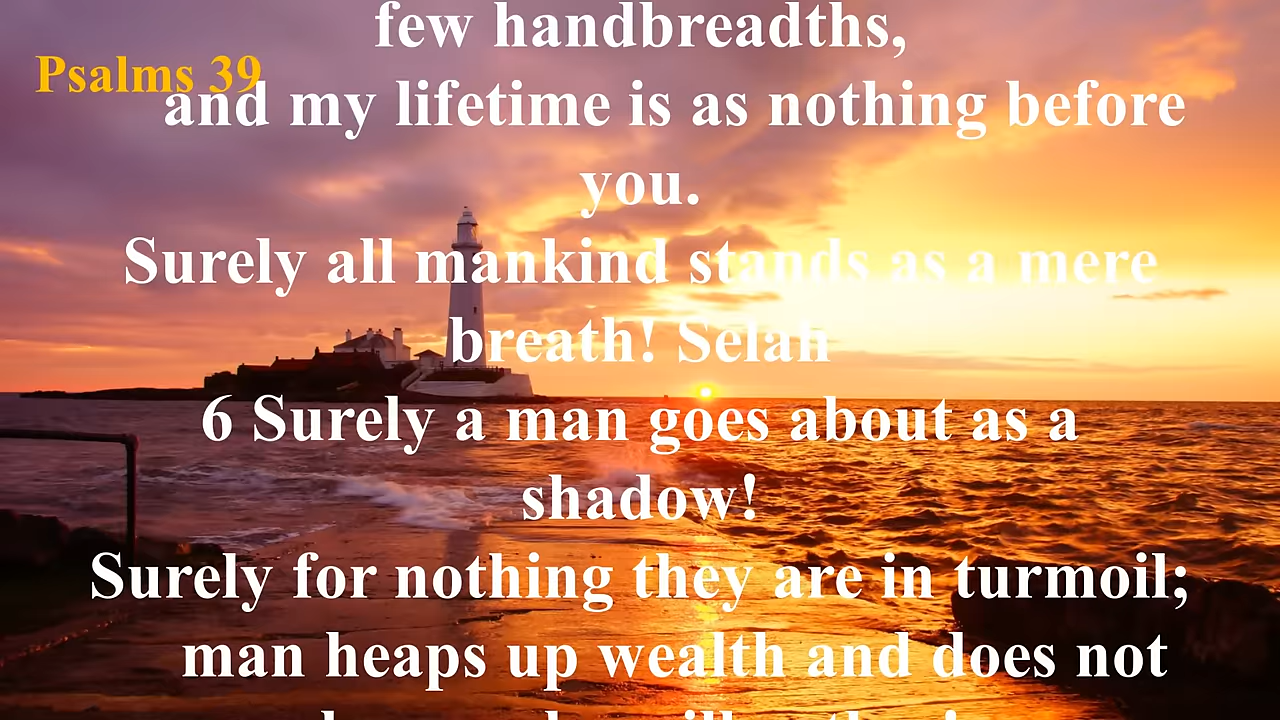 few handbreadths,
Psalms 39
and my lifetime is as nothing before
you.
Surely all mankind stands as a mere
breath! Selah
6 Surely a man goes about as a
shadow!
Surely for nothing they are in turmoil;
man heaps up wealth and does not